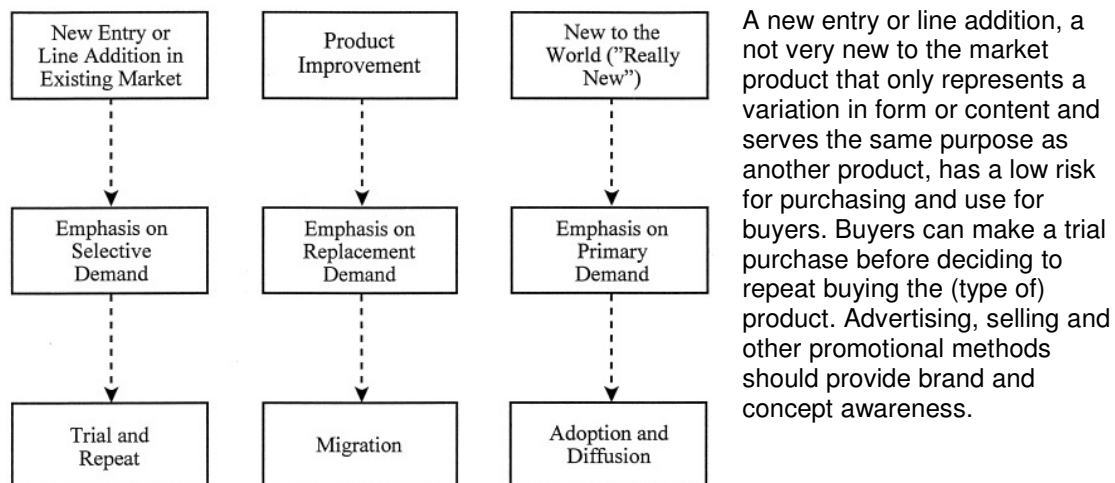 New Entry or
Line Addition in
Existing Market
Product
Improvement
New to the
World ("Really
New")
Emphasis on
Selective
Demand
Emphasis on
Replacement
Demand
Emphasis on
Primary
Demand
Trial and
Repeat
Migration
Adoption and
Diffusion
A new entry or line addition, a
not very new to the market
product that only represents a
variation in form or content and
serves the same purpose as
another product, has a low risk
for purchasing and use for
buyers. Buyers can make a trial
purchase before deciding to
repeat buying the (type of)
product. Advertising, selling and
other promotional methods
should provide brand and
concept awareness.